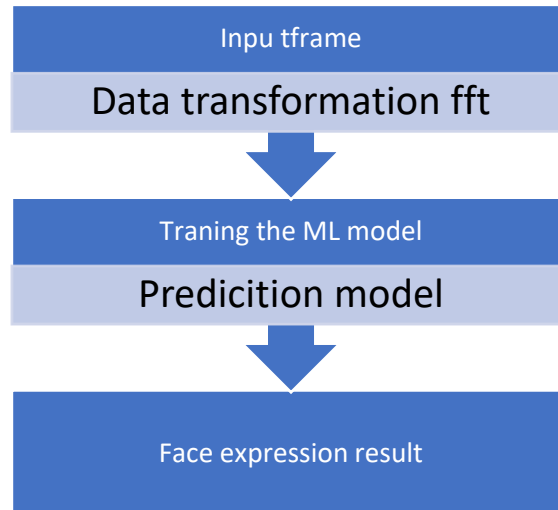 Inpu tframe
Data transformation fft
Traning the ML model
Predicition model
Face expression result